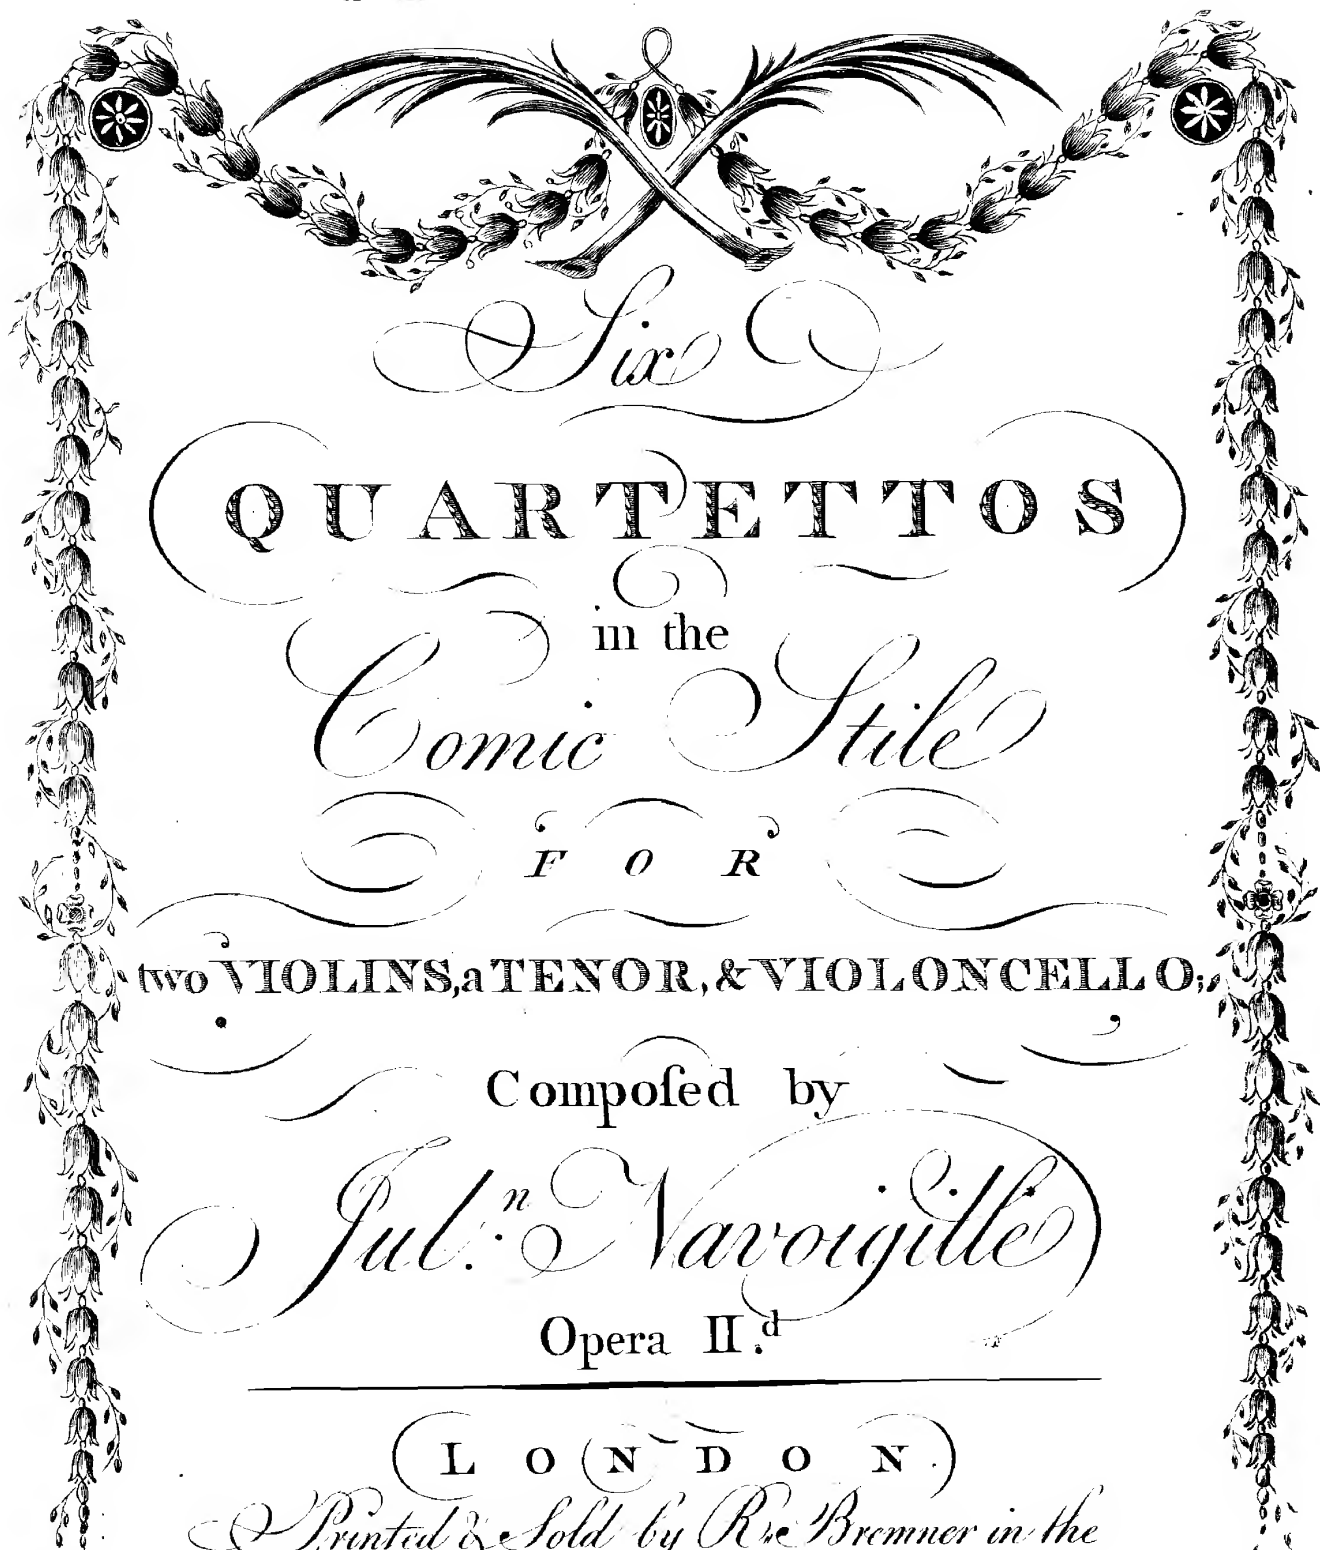 Six
QUARTETTOS
in the
Comic Stile
FOR
two VIOLINS, a TENOR, & VIOLONCELLO;
Compoſed by
Jul.n Navoigille
Opera II.d
LONDON
Printed & Sold by R. Bremner in the